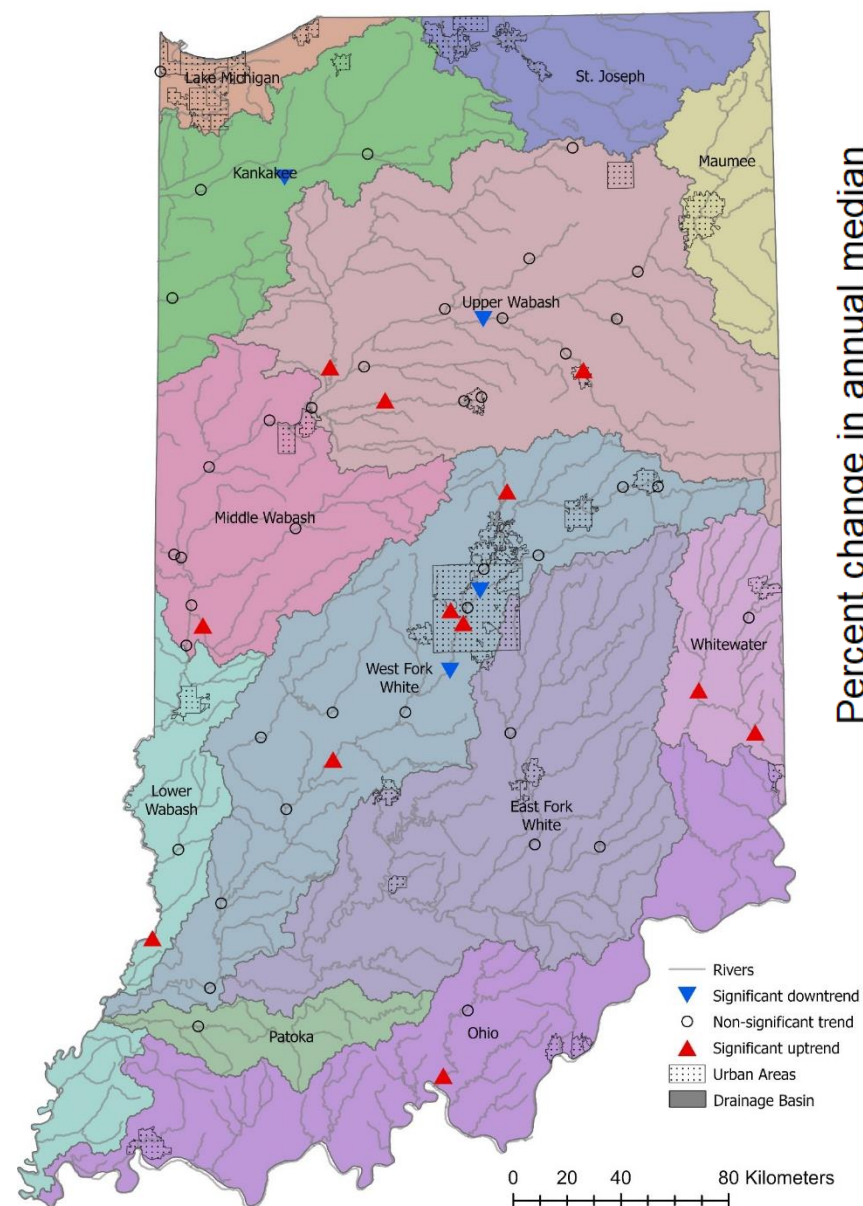 Lake Michigan
St. Joseph
Maumee
Kankakee
Upper Wabash
Middle Wabash
Whitewater
West Fork
White
Lower
Wabash
East Fork
White
Patoka
Ohio
Rivers
Significant downtrend
Non-significant trend
Significant uptrend
Urban Areas
Drainage Basin
0 20 40 80 Kilometers
Percent change in annual median